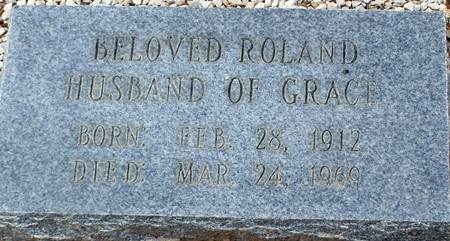 BELOVED ROLAND
HUSBAND OF GRACE
BORN: FEB. 28, 1912
DIED: MAR. 24, 1969